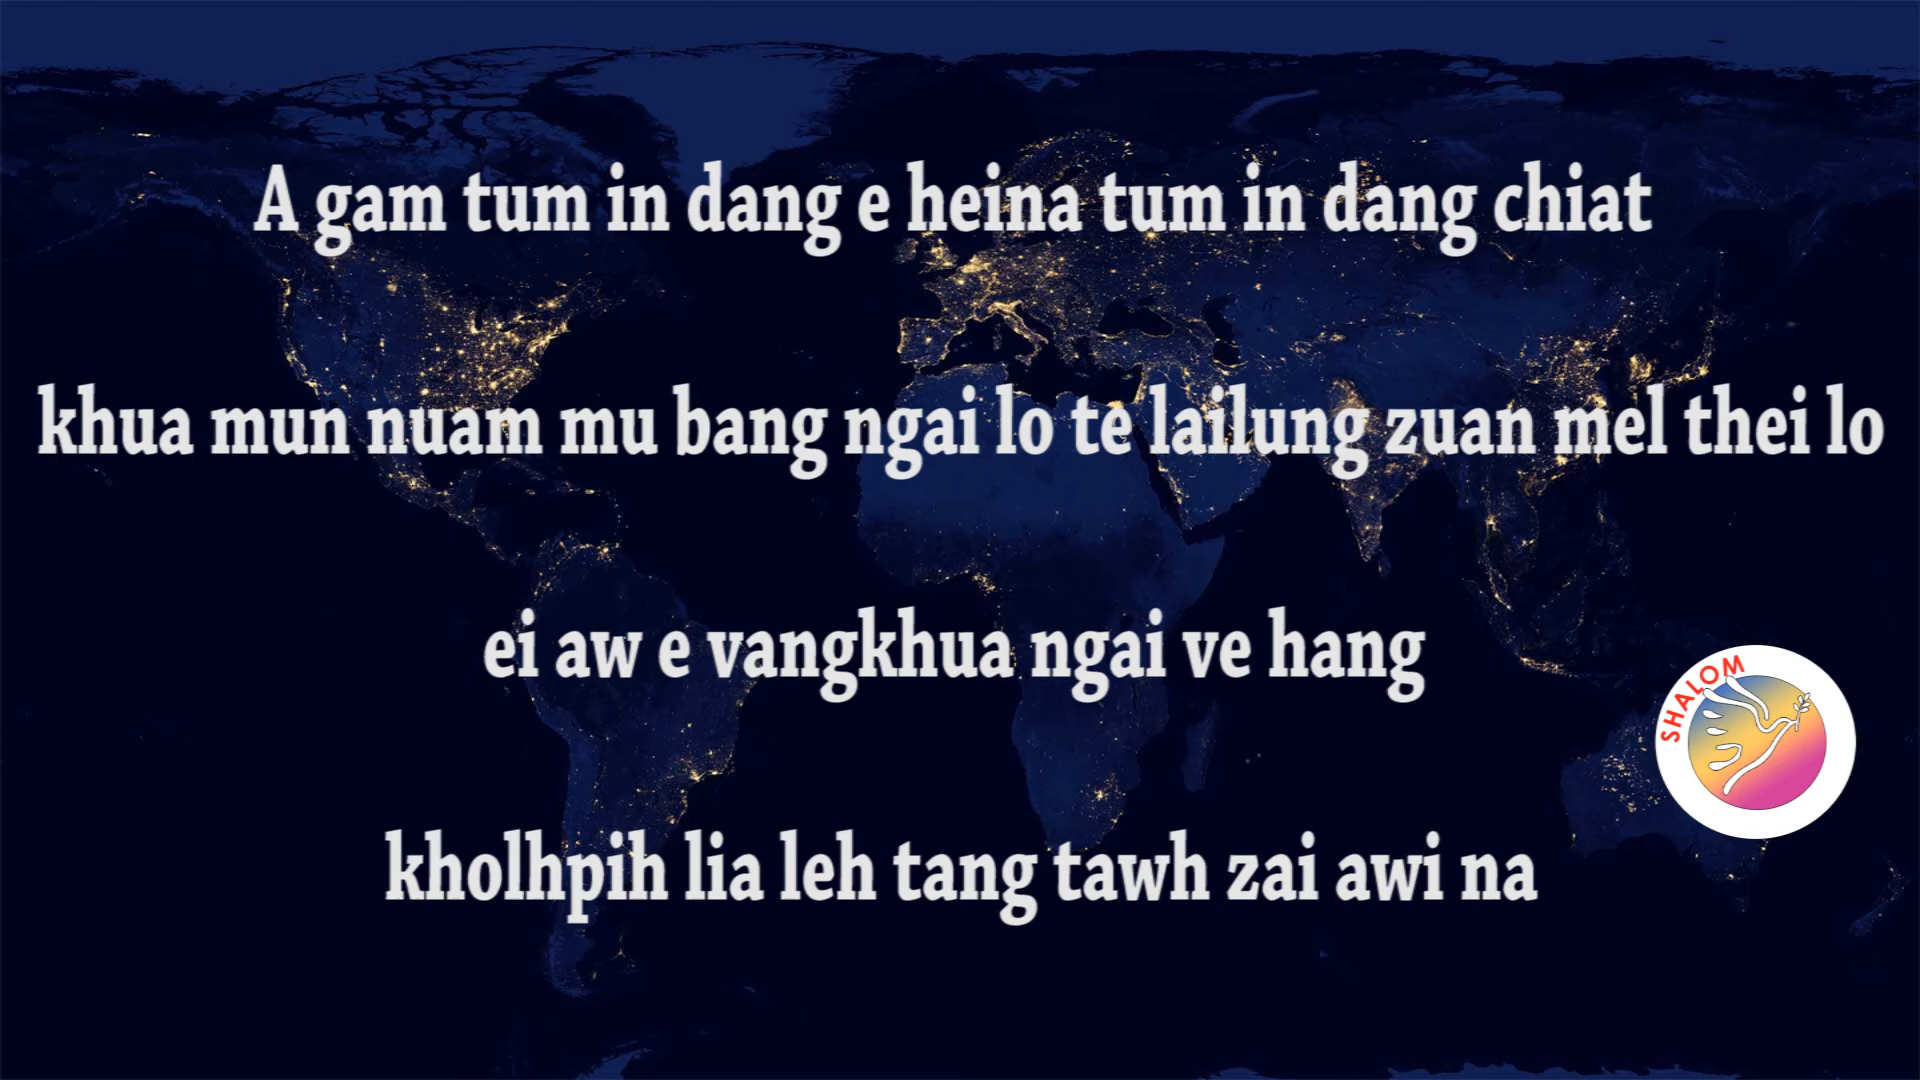 A gam tum in dang e heina tum in dang chiat
khua mun nuam mu bang ngai lo te lailung zuan mel thei lo
ei aw e vangkhua ngai ve hang
SHALOM
kholhpih lia leh tang tawh zai awi na